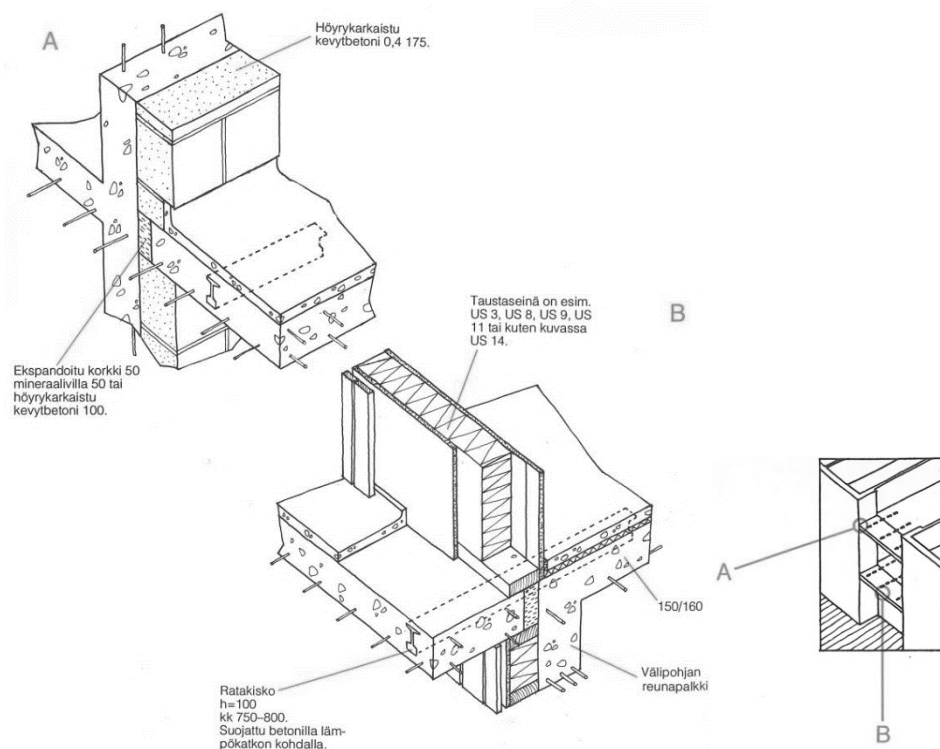 A
Höyrykarkaistu
kevytbetoni 0,4 175.
Ekspandoitu korkki 50
mineraalivilla 50 tai
höyrykarkaistu
kevytbetoni 100.
Taustaseinä on esim.
US 3, US 8, US 9, US
11 tai kuten kuvassa
US 14.
B
150/160
Välipohjan
reunapalkki
Ratakisko
h=100
kk 750–800.
Suojattu betonilla läm-
pökatkon kohdalla.
A
B